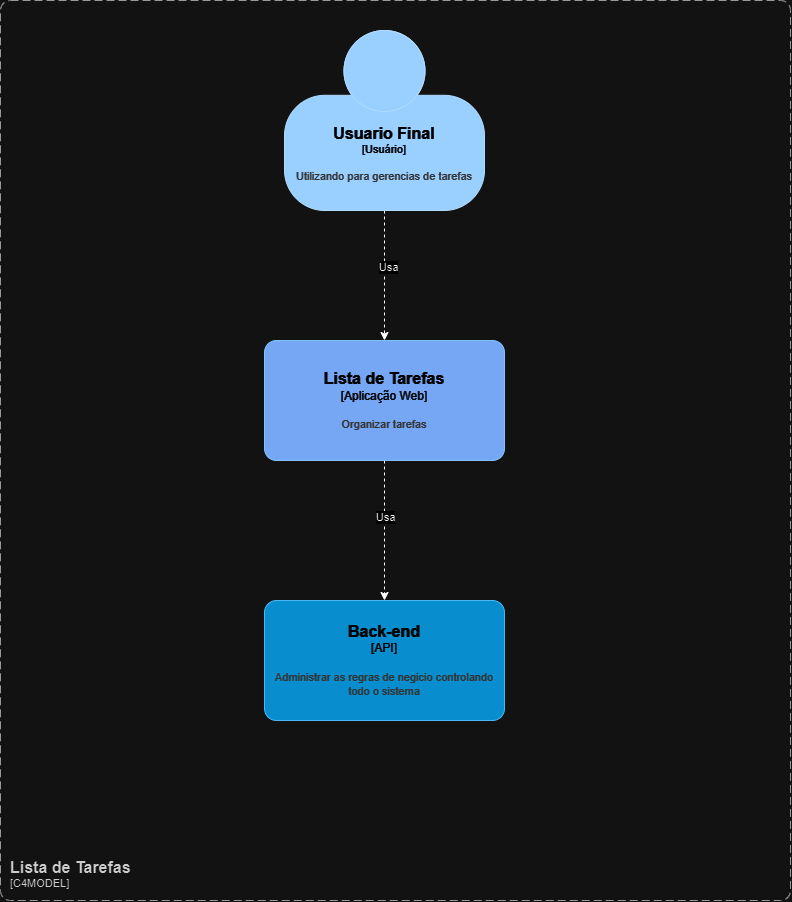 Usuario Final
[Usuário]
Utilizando para gerencias de tarefas
Usa
Lista de Tarefas
[Aplicação Web]
Organizar tarefas
Usa
Back-end
[API]
Administrar as regras de negicio controlando
todo o sistema
Lista de Tarefas
[C4MODEL]